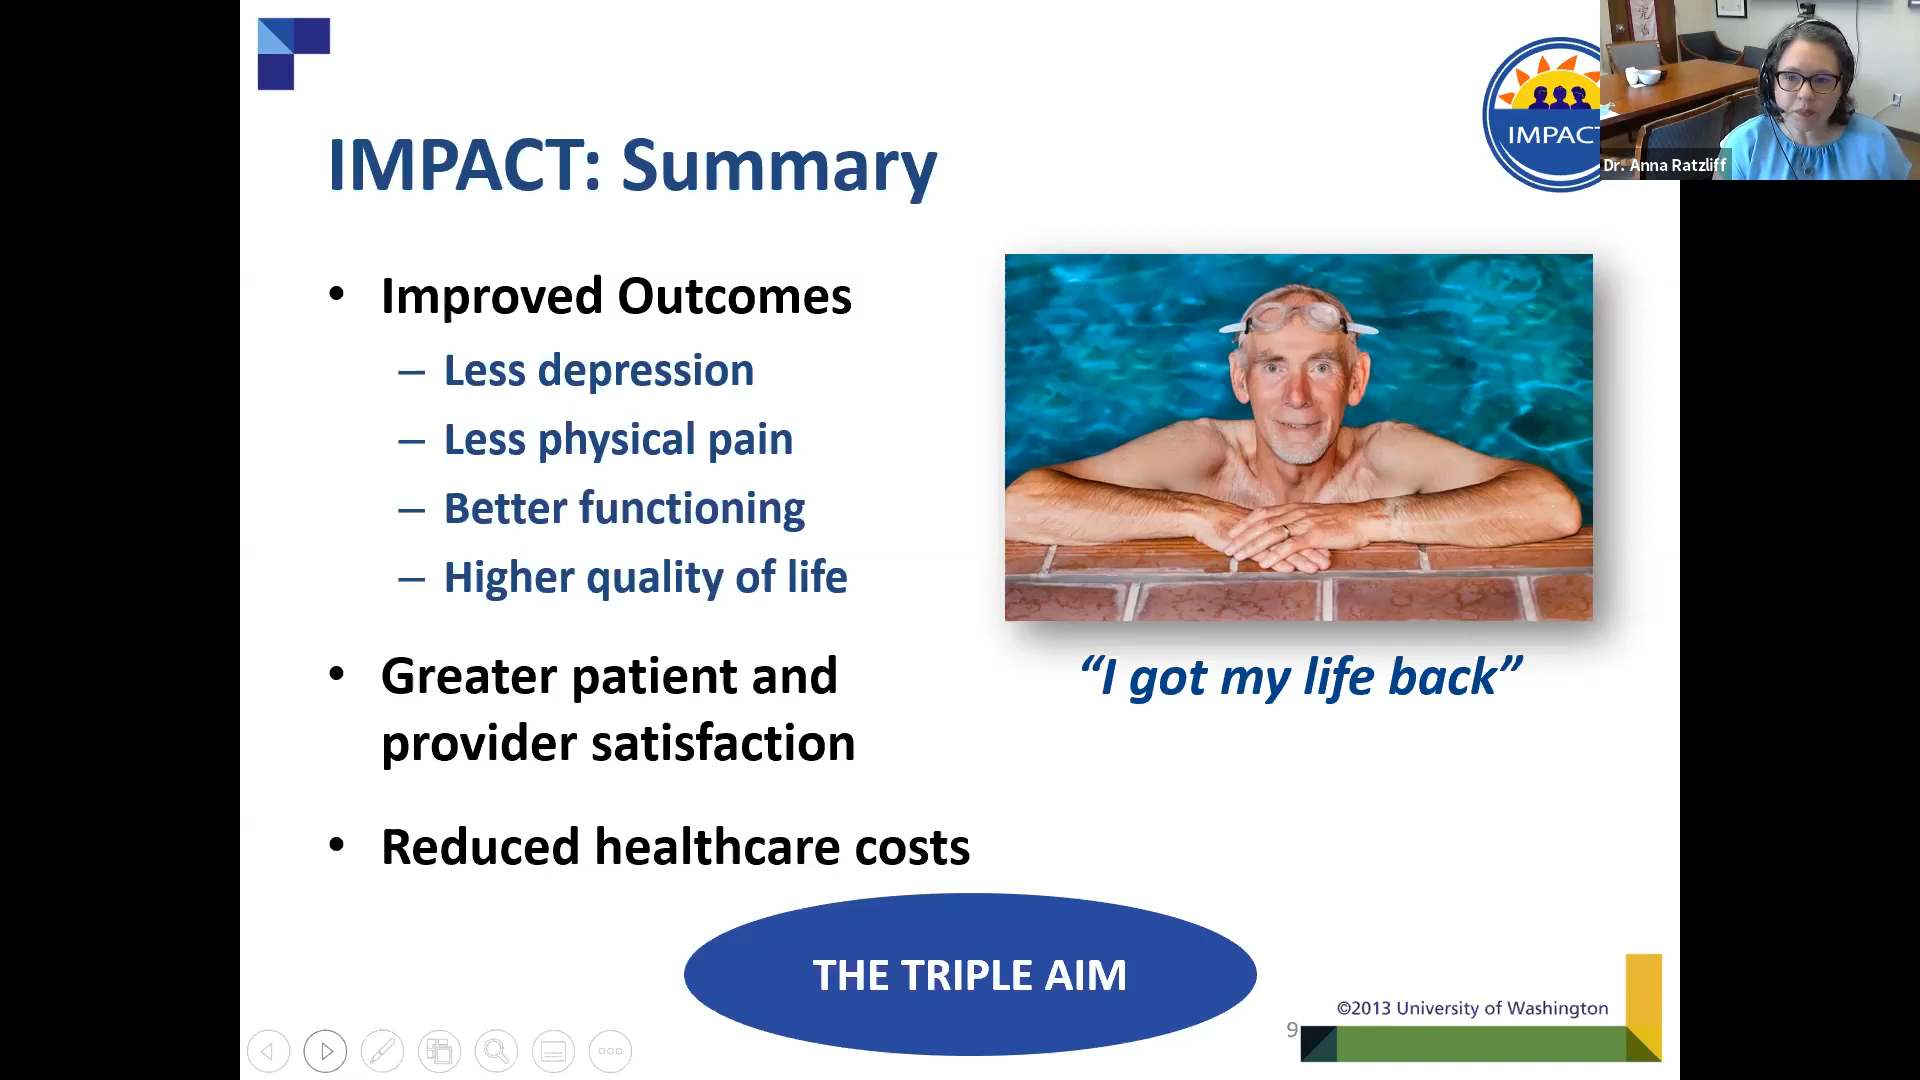 IMPACT
Dr. Anna Ratzliff
IMPACT: Summary
• Improved Outcomes
– Less depression
– Less physical pain
– Better functioning
– Higher quality of life
• Greater patient and
provider satisfaction
• Reduced healthcare costs
“I got my life back”
THE TRIPLE AIM
©2013 University of Washington
9